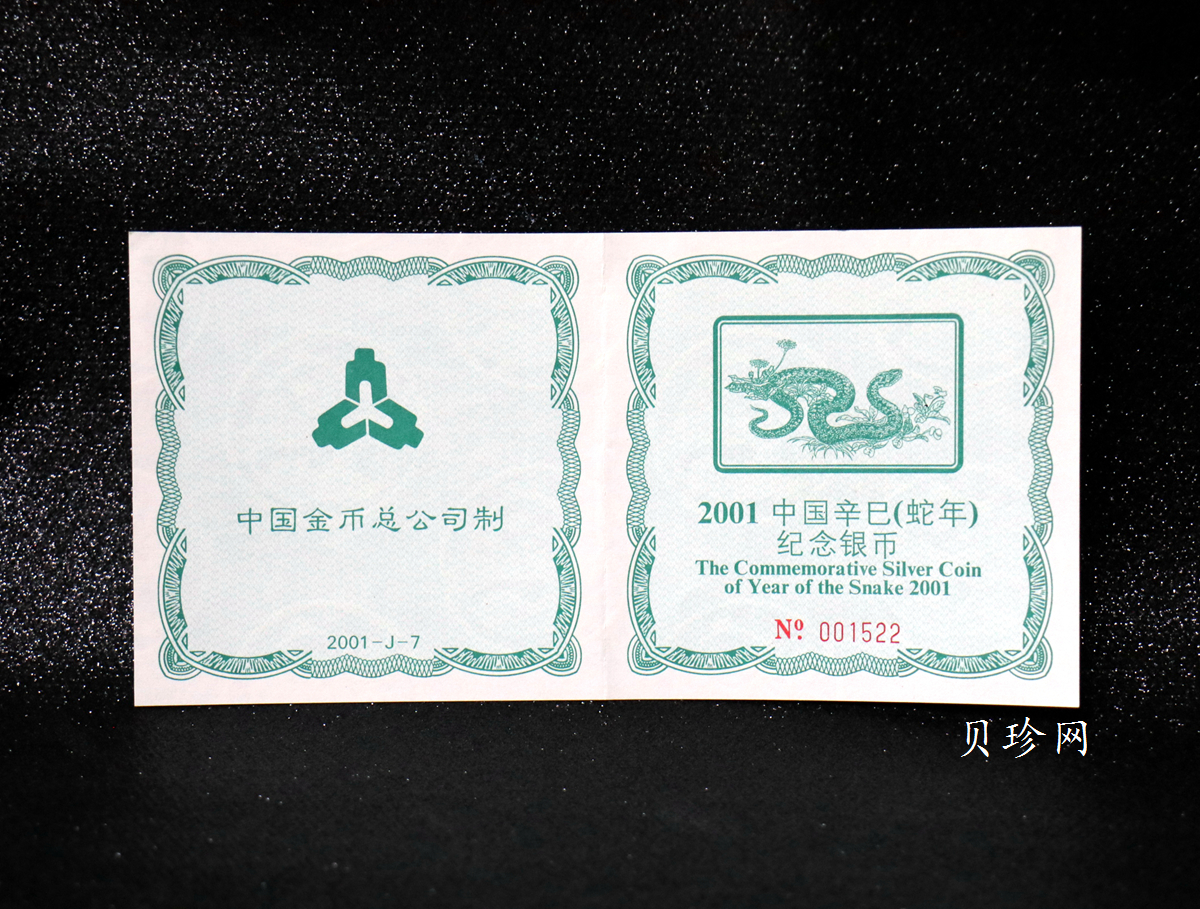 中国金币总公司制
2001-J-7
2001 中国辛巳(蛇年)
纪念银币
The Commemorative Silver Coin
of Year of the Snake 2001
Nº 001522
贝珍网